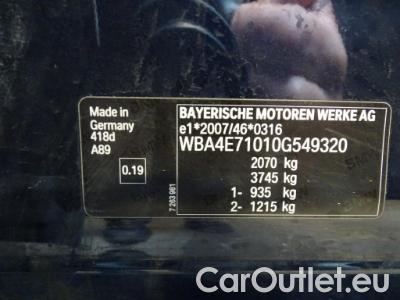 Made in
Germany
418d
A89
0.19
7 263 981
BAYERISCHE MOTOREN WERKE AG
e1*2007/46*0316
WBA4E71010G549320
2070 kg
3745 kg
1- 935 kg
2- 1215 kg
CarOutlet.eu